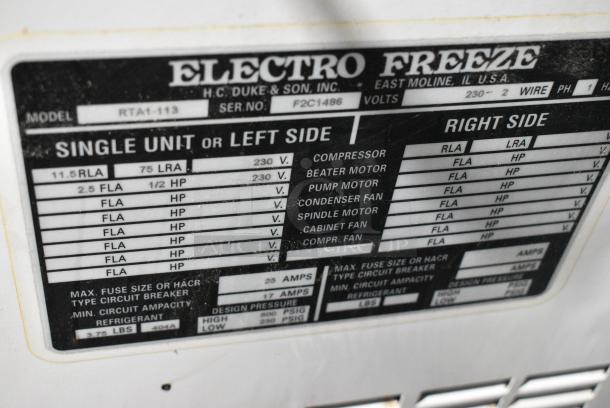 ELECTRO FREEZE
H.C. DUKE & SON, INC. EAST MOLINE, IL U.S.A.
MODEL RTA1-113 SER.NO. F2C1486 VOLTS 230- 2 WIRE PH 1 H
SINGLE UNIT OR LEFT SIDE RIGHT SIDE
11.5 RLA 75 LRA 230 V. COMPRESSOR RLA LRA V.
2.5 FLA 1/2 HP 230 V. BEATER MOTOR FLA HP V.
FLA HP V. PUMP MOTOR FLA HP V.
FLA HP V. CONDENSER FAN FLA HP V.
FLA HP V. SPINDLE MOTOR FLA HP V.
FLA HP V. CABINET FAN FLA HP V.
FLA HP V. COMPR. FAN FLA HP V.
MAX. FUSE SIZE OR HACR TYPE CIRCUIT BREAKER 25 AMPS
MIN. CIRCUIT AMPACITY 17 AMPS
REFRIGERANT DESIGN PRESSURE
3.75 LBS 404A HIGH 500 PSIG
LOW 250 PSIG
MAX. FUSE SIZE OR HACR TYPE CIRCUIT BREAKER AMPS
MIN. CIRCUIT AMPACITY AMPS
REFRIGERANT DESIGN PRESSURE
LBS HIGH PSIG
LOW PSIG